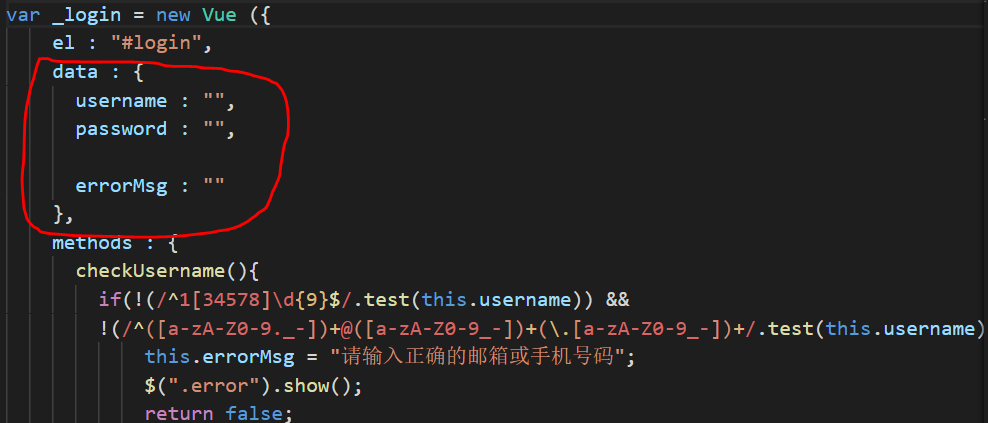 var _login = new Vue ({
el : "#login",
data : {
username : "",
password : "",
errorMsg : ""
},
methods : {
checkUsername(){
if(!(/^1[34578]\d{9}$/.test(this.username)) &&
!(/^([a-zA-Z0-9._-])+@([a-zA-Z0-9_-])+(\.[a-zA-Z0-9_-])+/.test(this.username)
this.errorMsg = "请输入正确的邮箱或手机号码";
$(".error").show();
return false;